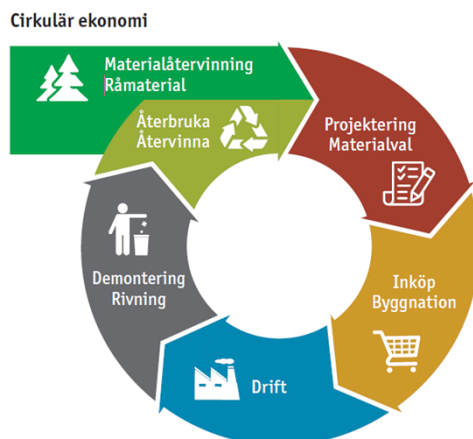 Cirkulär ekonomi
Materialåtervinning
Råmaterial
Återbruka
Återvinna
Projektering
Materialval
Inköp
Byggnation
Drift
Demontering
Rivning